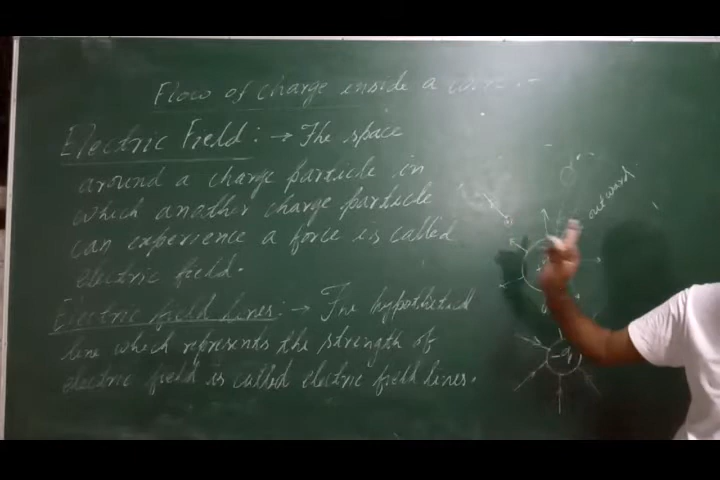 Flow of charge inside a wire :-
Electric Field : → The space
around a charge particle in
which another charge particle
can experience a force is called
electric field.
Electric field lines : → The hypothetical
line which represents the strength of
electric field is called electric field lines.
outward
-q